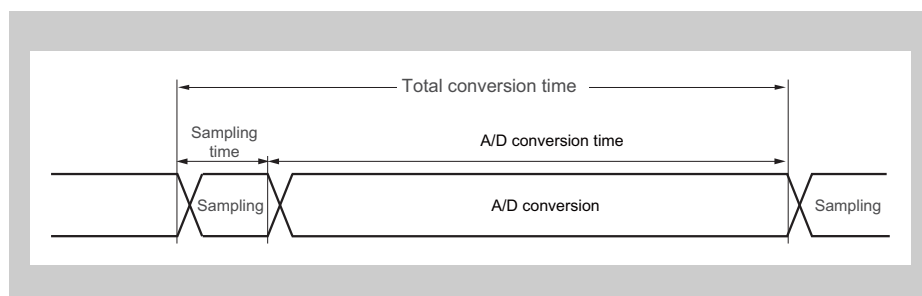 Total conversion time
Sampling
time
A/D conversion time
Sampling
A/D conversion
Sampling